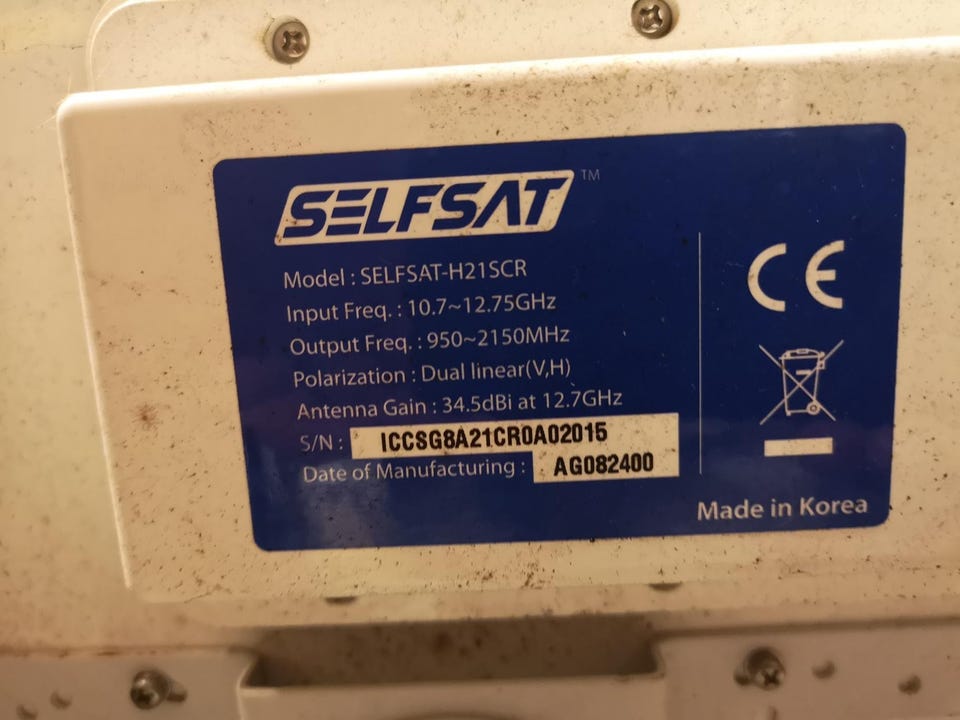 SELFSAT™
Model : SELFSAT-H21SCR
Input Freq. : 10.7~12.75GHz
Output Freq. : 950~2150MHz
Polarization : Dual linear(V,H)
Antenna Gain : 34.5dBi at 12.7GHz
S/N : ICCSG8A21CR0A02015
Date of Manufacturing : AG082400
CE
Made in Korea